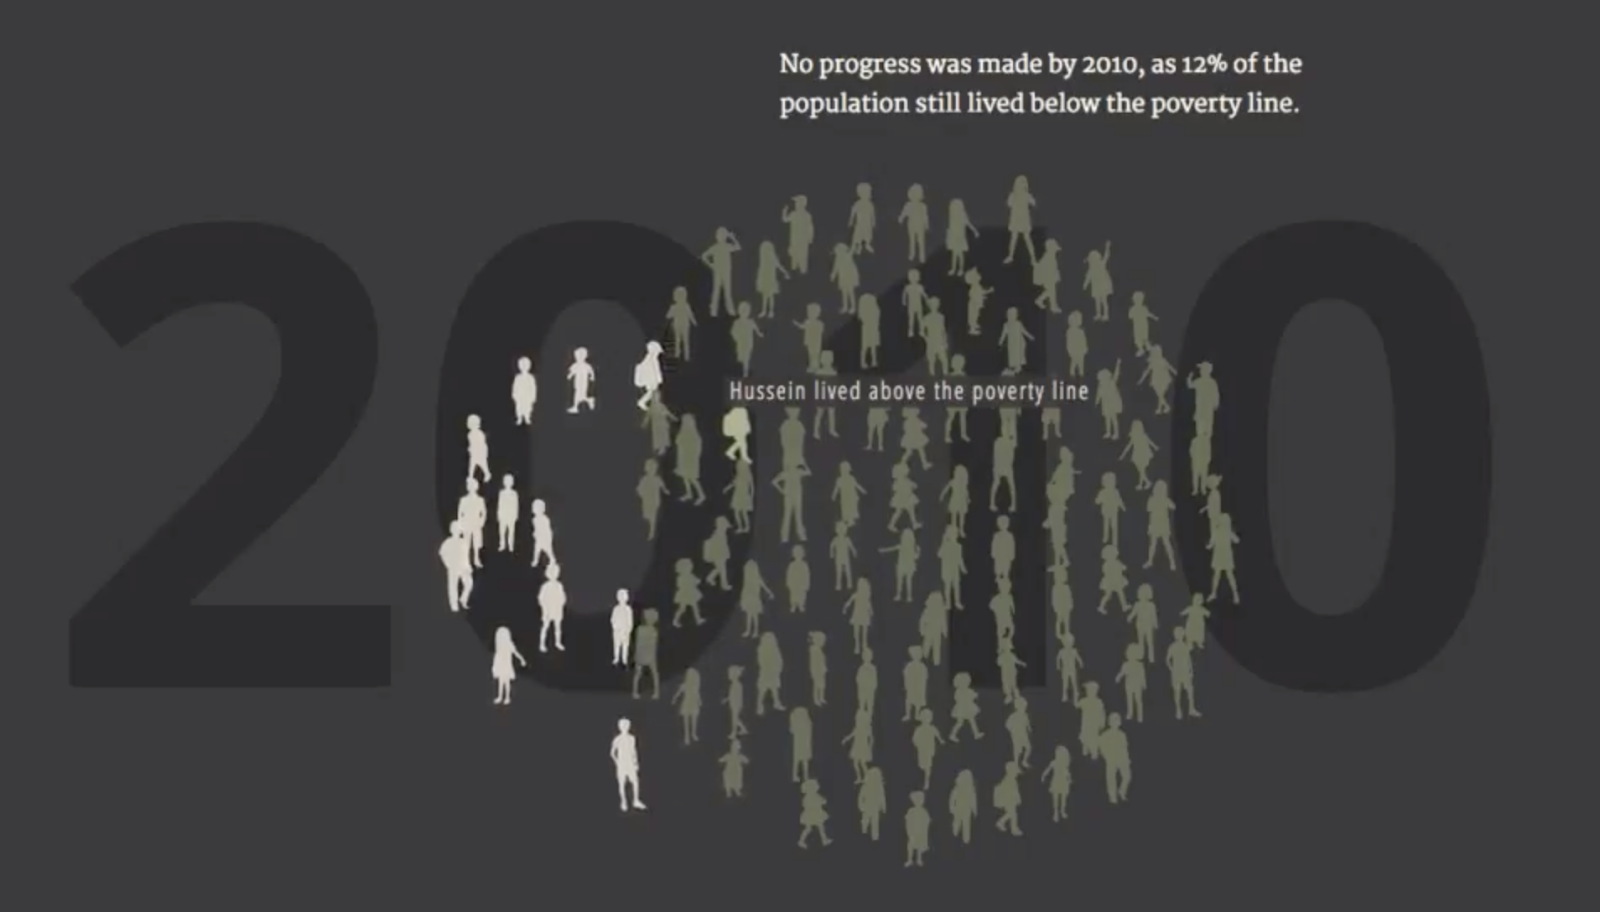 No progress was made by 2010, as 12% of the
population still lived below the poverty line.
2010
Hussein lived above the poverty line